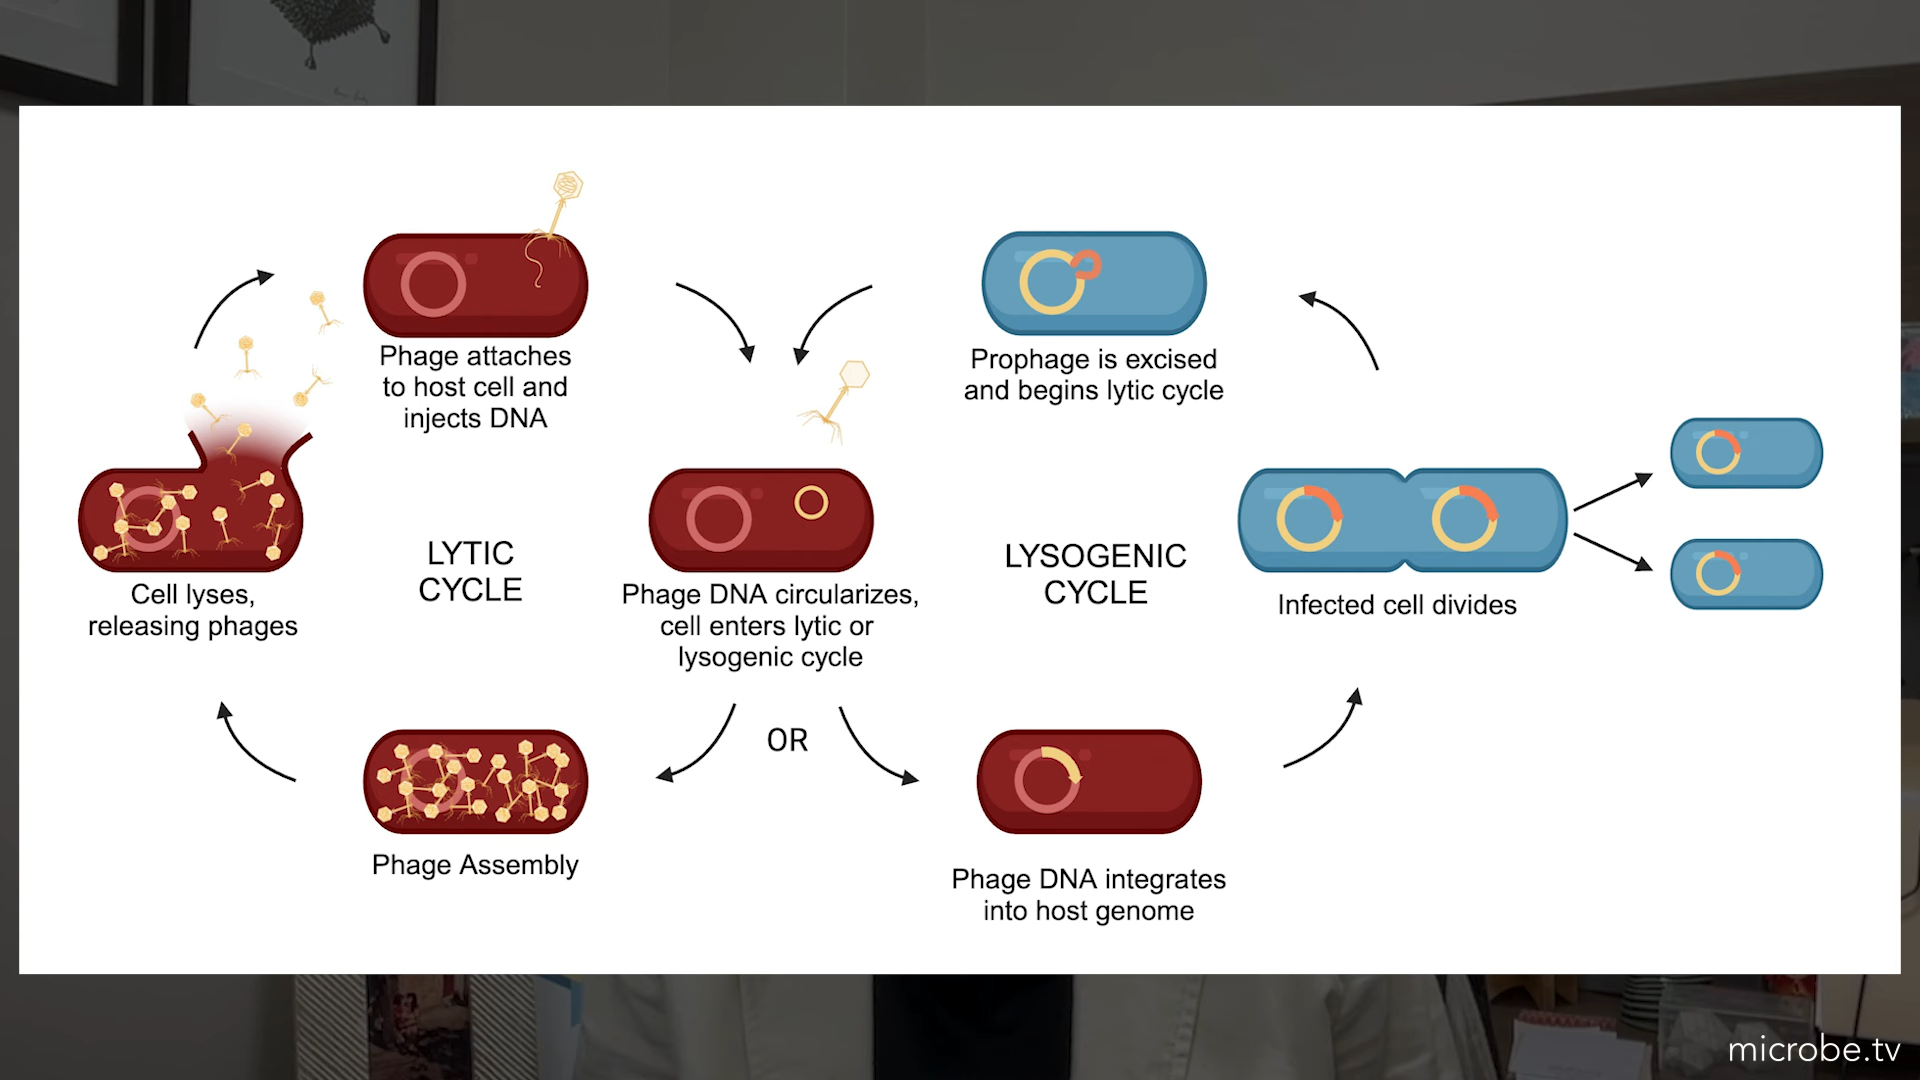 Phage attaches
to host cell and
injects DNA
Prophage is excised
and begins lytic cycle
LYTIC
CYCLE
LYSOGENIC
CYCLE
Cell lyses,
releasing phages
Phage DNA circularizes,
cell enters lytic or
lysogenic cycle
Infected cell divides
OR
Phage Assembly
Phage DNA integrates
into host genome
microbe.tv